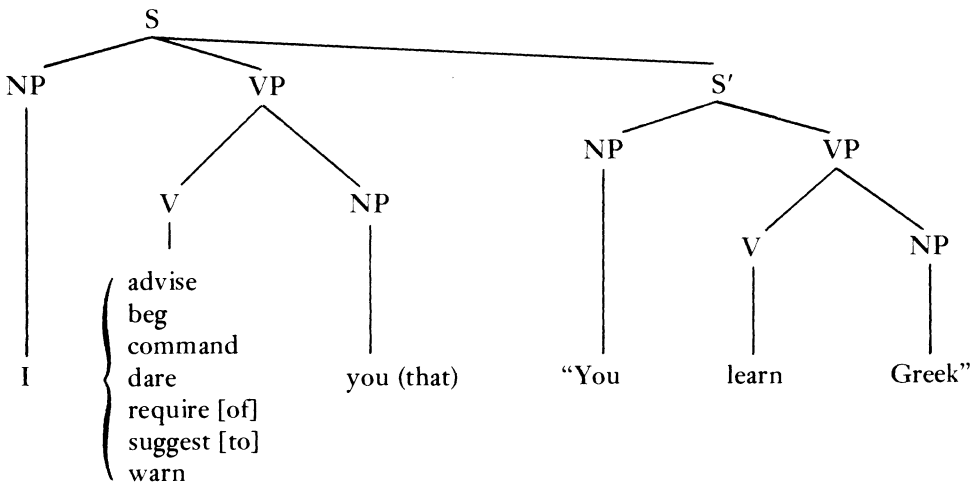 S
NP VP S′
NP VP
V NP
V NP
advise
beg
command
I dare you (that) “You learn Greek”
require [of]
suggest [to]
warn